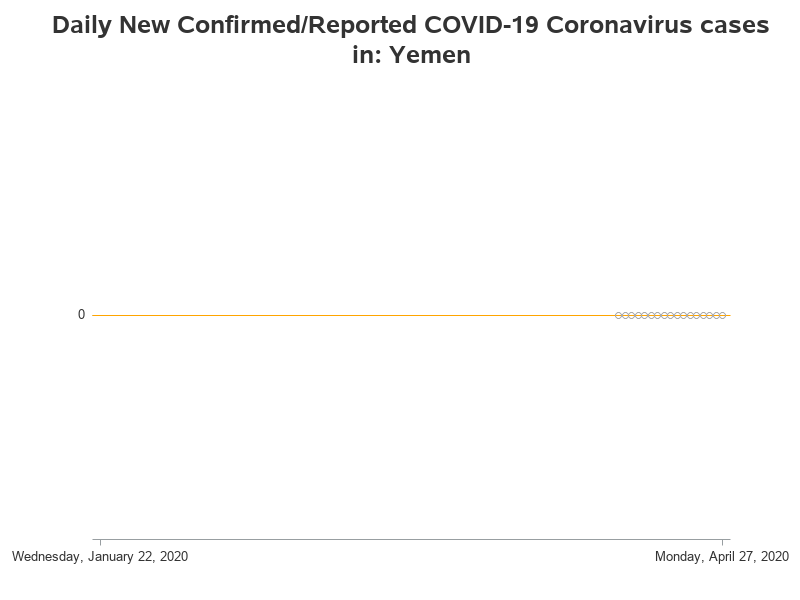 Daily New Confirmed/Reported COVID-19 Coronavirus cases
in: Yemen
0
Wednesday, January 22, 2020
Monday, April 27, 2020